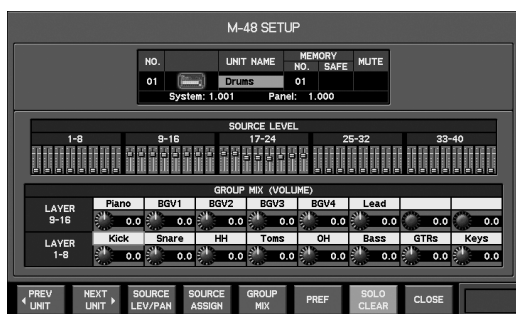 M-48 SETUP
NO. UNIT NAME MEMORY MUTE
NO. SAFE
01 Drums 01
System: 1.001 Panel: 1.000
SOURCE LEVEL
1-8 9-16 17-24 25-32 33-40
GROUP MIX (VOLUME)
LAYER 9-16
Piano BGV1 BGV2 BGV3 BGV4 Lead
0.0 0.0 0.0 0.0 0.0 0.0 0.0 0.0
LAYER 1-8
Kick Snare HH Toms OH Bass GTRs Keys
0.0 0.0 0.0 0.0 0.0 0.0 0.0 0.0
PREV UNIT
NEXT UNIT
SOURCE LEV/PAN
SOURCE ASSIGN
GROUP MIX
PREF
SOLO CLEAR
CLOSE